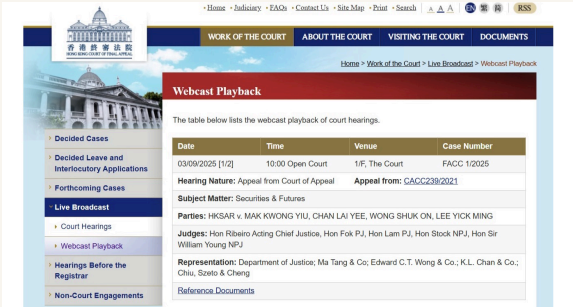 Home · Judiciary · FAQs · Contact Us · Site Map · Print · Search A A A EN 繁 簡 RSS
香港終審法院
HONG KONG COURT OF FINAL APPEAL
WORK OF THE COURT ABOUT THE COURT VISITING THE COURT DOCUMENTS
Home > Work of the Court > Live Broadcast > Webcast Playback
Webcast Playback
The table below lists the webcast playback of court hearings.
Decided Cases
Decided Leave and
Interlocutory Applications
Forthcoming Cases
Live Broadcast
Court Hearings
Webcast Playback
Hearings Before the
Registrar
Non-Court Engagements
Date Time Venue Case Number
03/09/2025 [1/2] 10:00 Open Court 1/F, The Court FACC 1/2025
Hearing Nature: Appeal from Court of Appeal Appeal from: CACC239/2021
Subject Matter: Securities & Futures
Parties: HKSAR v. MAK KWONG YIU, CHAN LAI YEE, WONG SHUK ON, LEE YICK MING
Judges: Hon Ribeiro Acting Chief Justice, Hon Fok PJ, Hon Lam PJ, Hon Stock NPJ, Hon Sir
William Young NPJ
Representation: Department of Justice; Ma Tang & Co; Edward C.T. Wong & Co.; K.L. Chan & Co.;
Chiu, Szeto & Cheng
Reference Documents